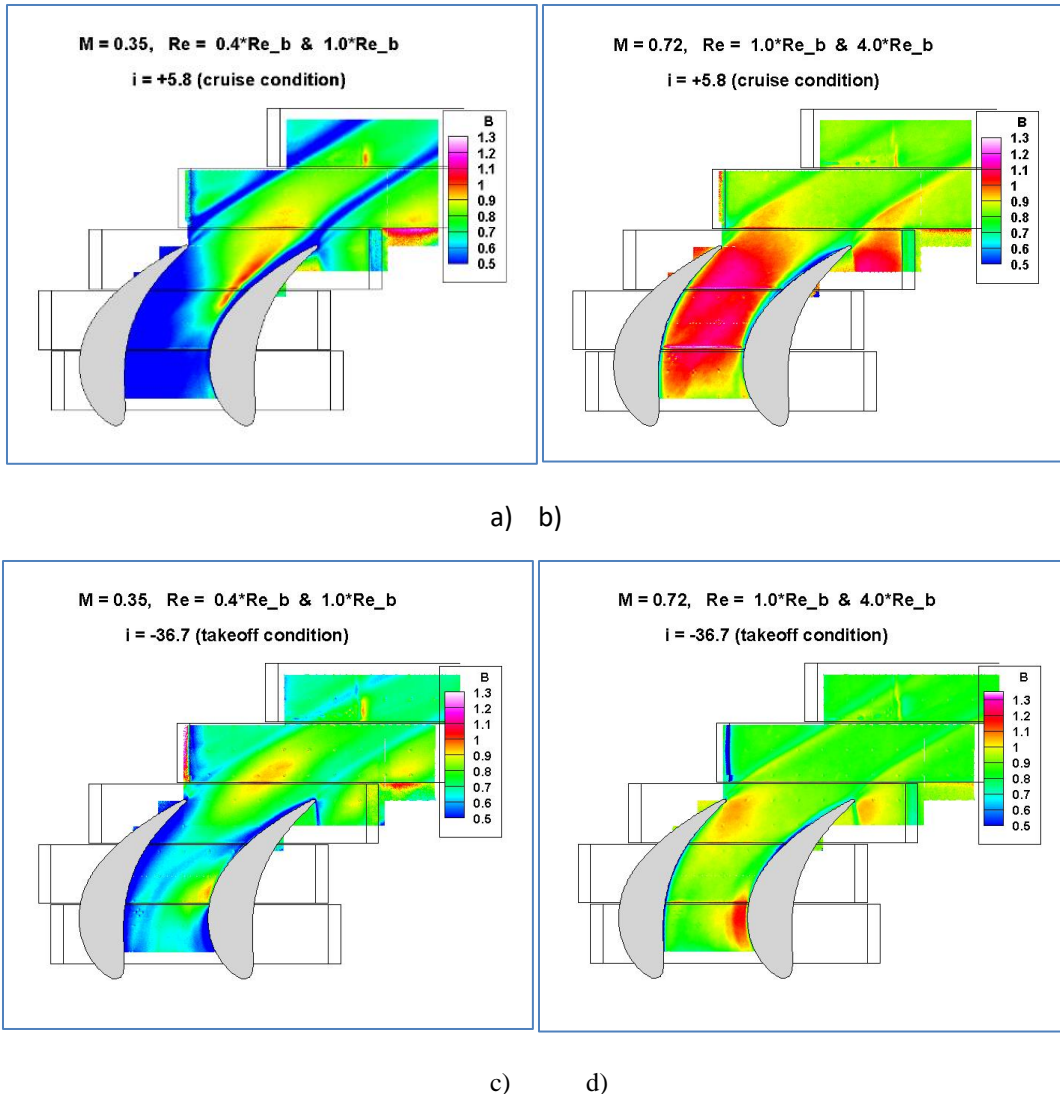 M = 0.35, Re = 0.4*Re_b & 1.0*Re_b
i = +5.8 (cruise condition)
B
1.3
1.2
1.1
1
0.9
0.8
0.7
0.6
0.5
M = 0.72, Re = 1.0*Re_b & 4.0*Re_b
i = +5.8 (cruise condition)
B
1.3
1.2
1.1
1
0.9
0.8
0.7
0.6
0.5
a) b)
M = 0.35, Re = 0.4*Re_b & 1.0*Re_b
i = -36.7 (takeoff condition)
B
1.3
1.2
1.1
1
0.9
0.8
0.7
0.6
0.5
M = 0.72, Re = 1.0*Re_b & 4.0*Re_b
i = -36.7 (takeoff condition)
B
1.3
1.2
1.1
1
0.9
0.8
0.7
0.6
0.5
c) d)